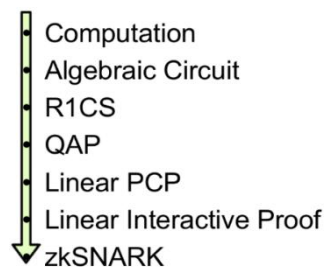 Computation
Algebraic Circuit
R1CS
QAP
Linear PCP
Linear Interactive Proof
zkSNARK